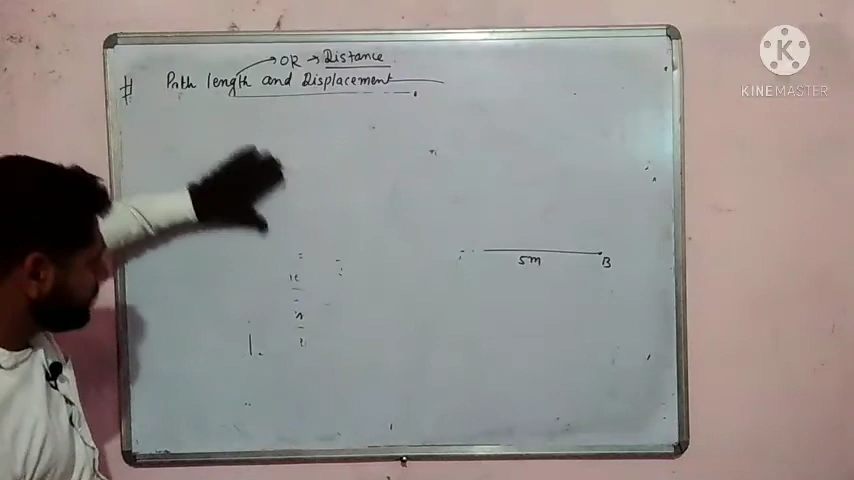 OR → Distance
# Path length and Displacement
5m
B
KINEMASTER